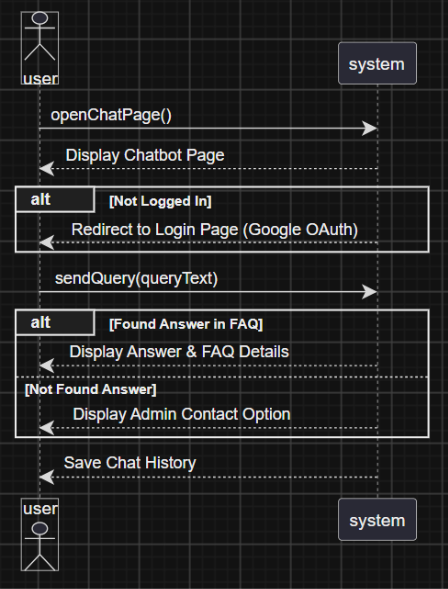 user
system
openChatPage()
Display Chatbot Page
alt [Not Logged In]
Redirect to Login Page (Google OAuth)
sendQuery(queryText)
alt [Found Answer in FAQ]
Display Answer & FAQ Details
[Not Found Answer]
Display Admin Contact Option
Save Chat History
user
system